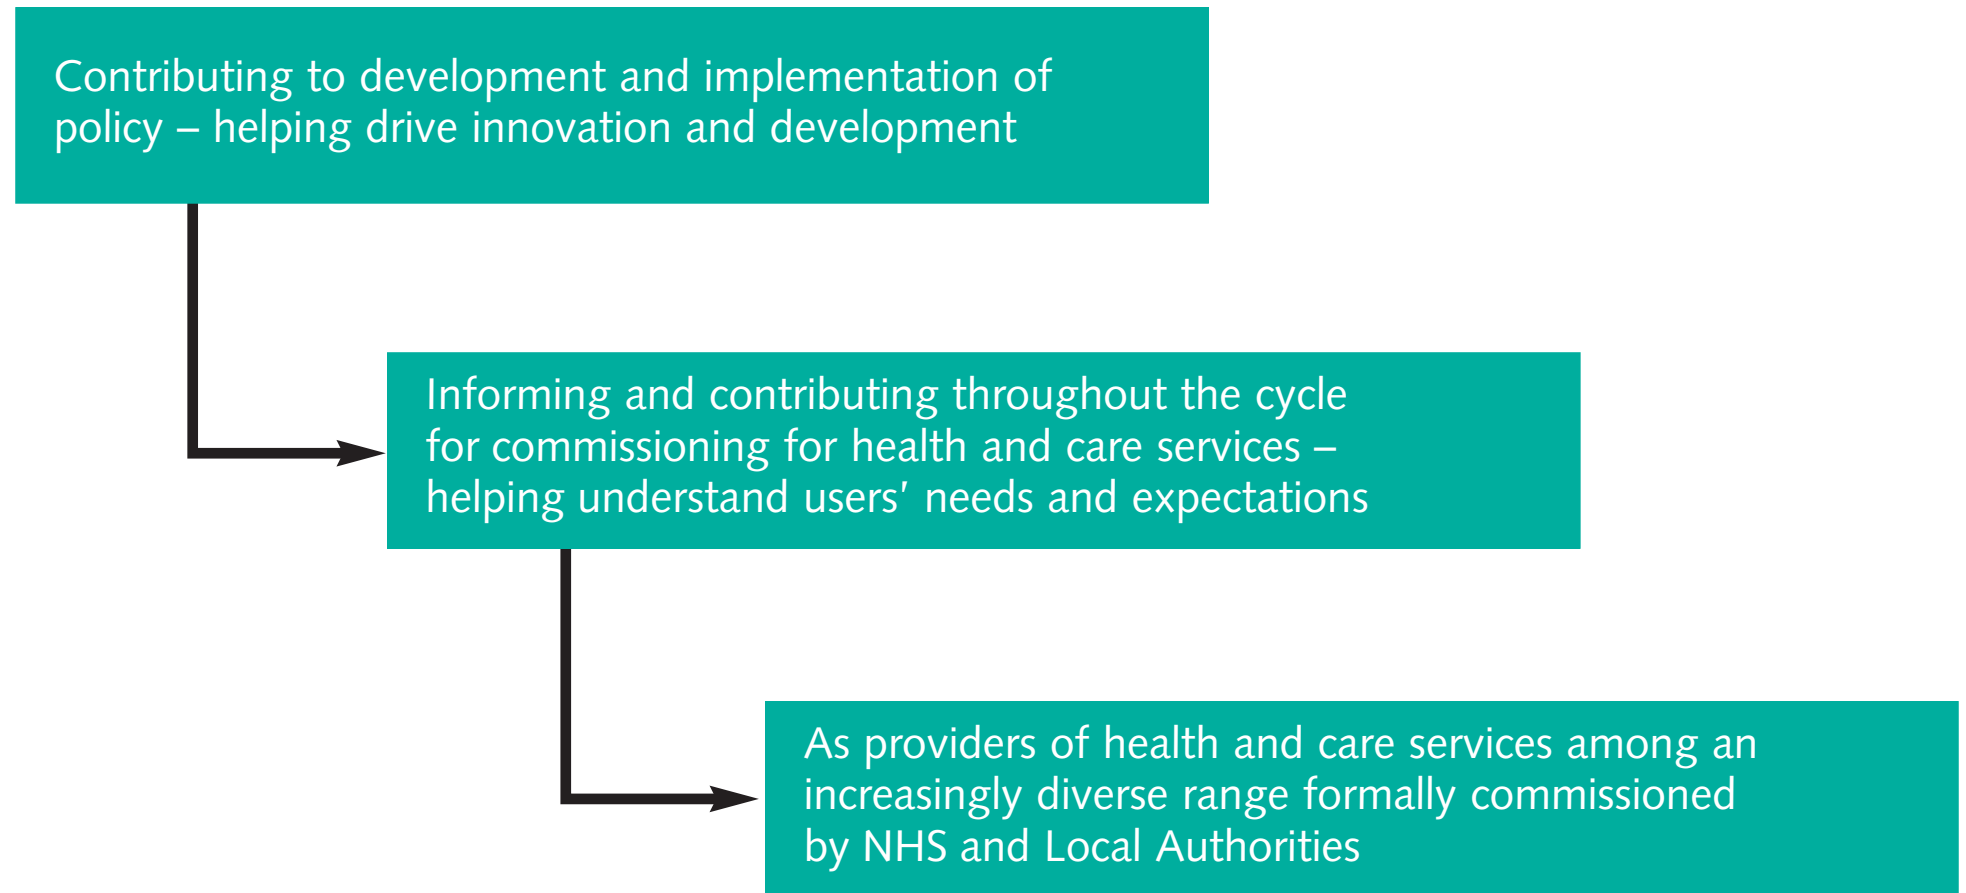 Contributing to development and implementation of
policy – helping drive innovation and development
Informing and contributing throughout the cycle
for commissioning for health and care services –
helping understand users’ needs and expectations
As providers of health and care services among an
increasingly diverse range formally commissioned
by NHS and Local Authorities